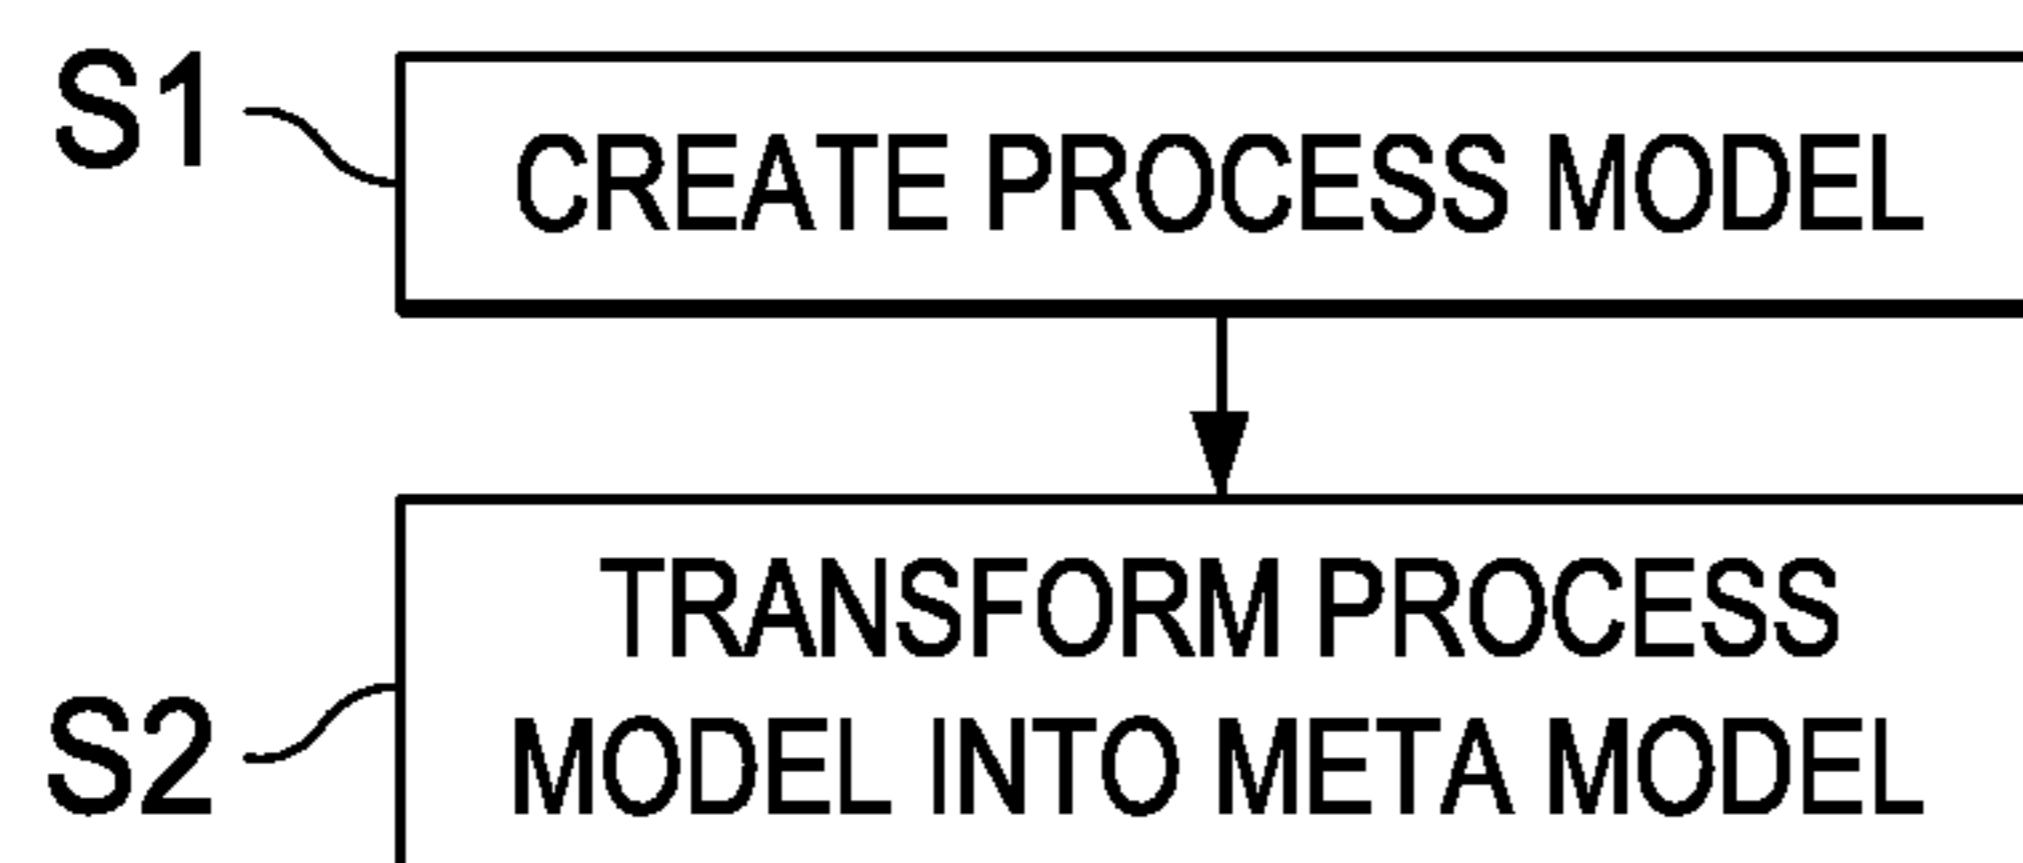 S1
CREATE PROCESS MODEL
TRANSFORM PROCESS
MODEL INTO META MODEL
S2